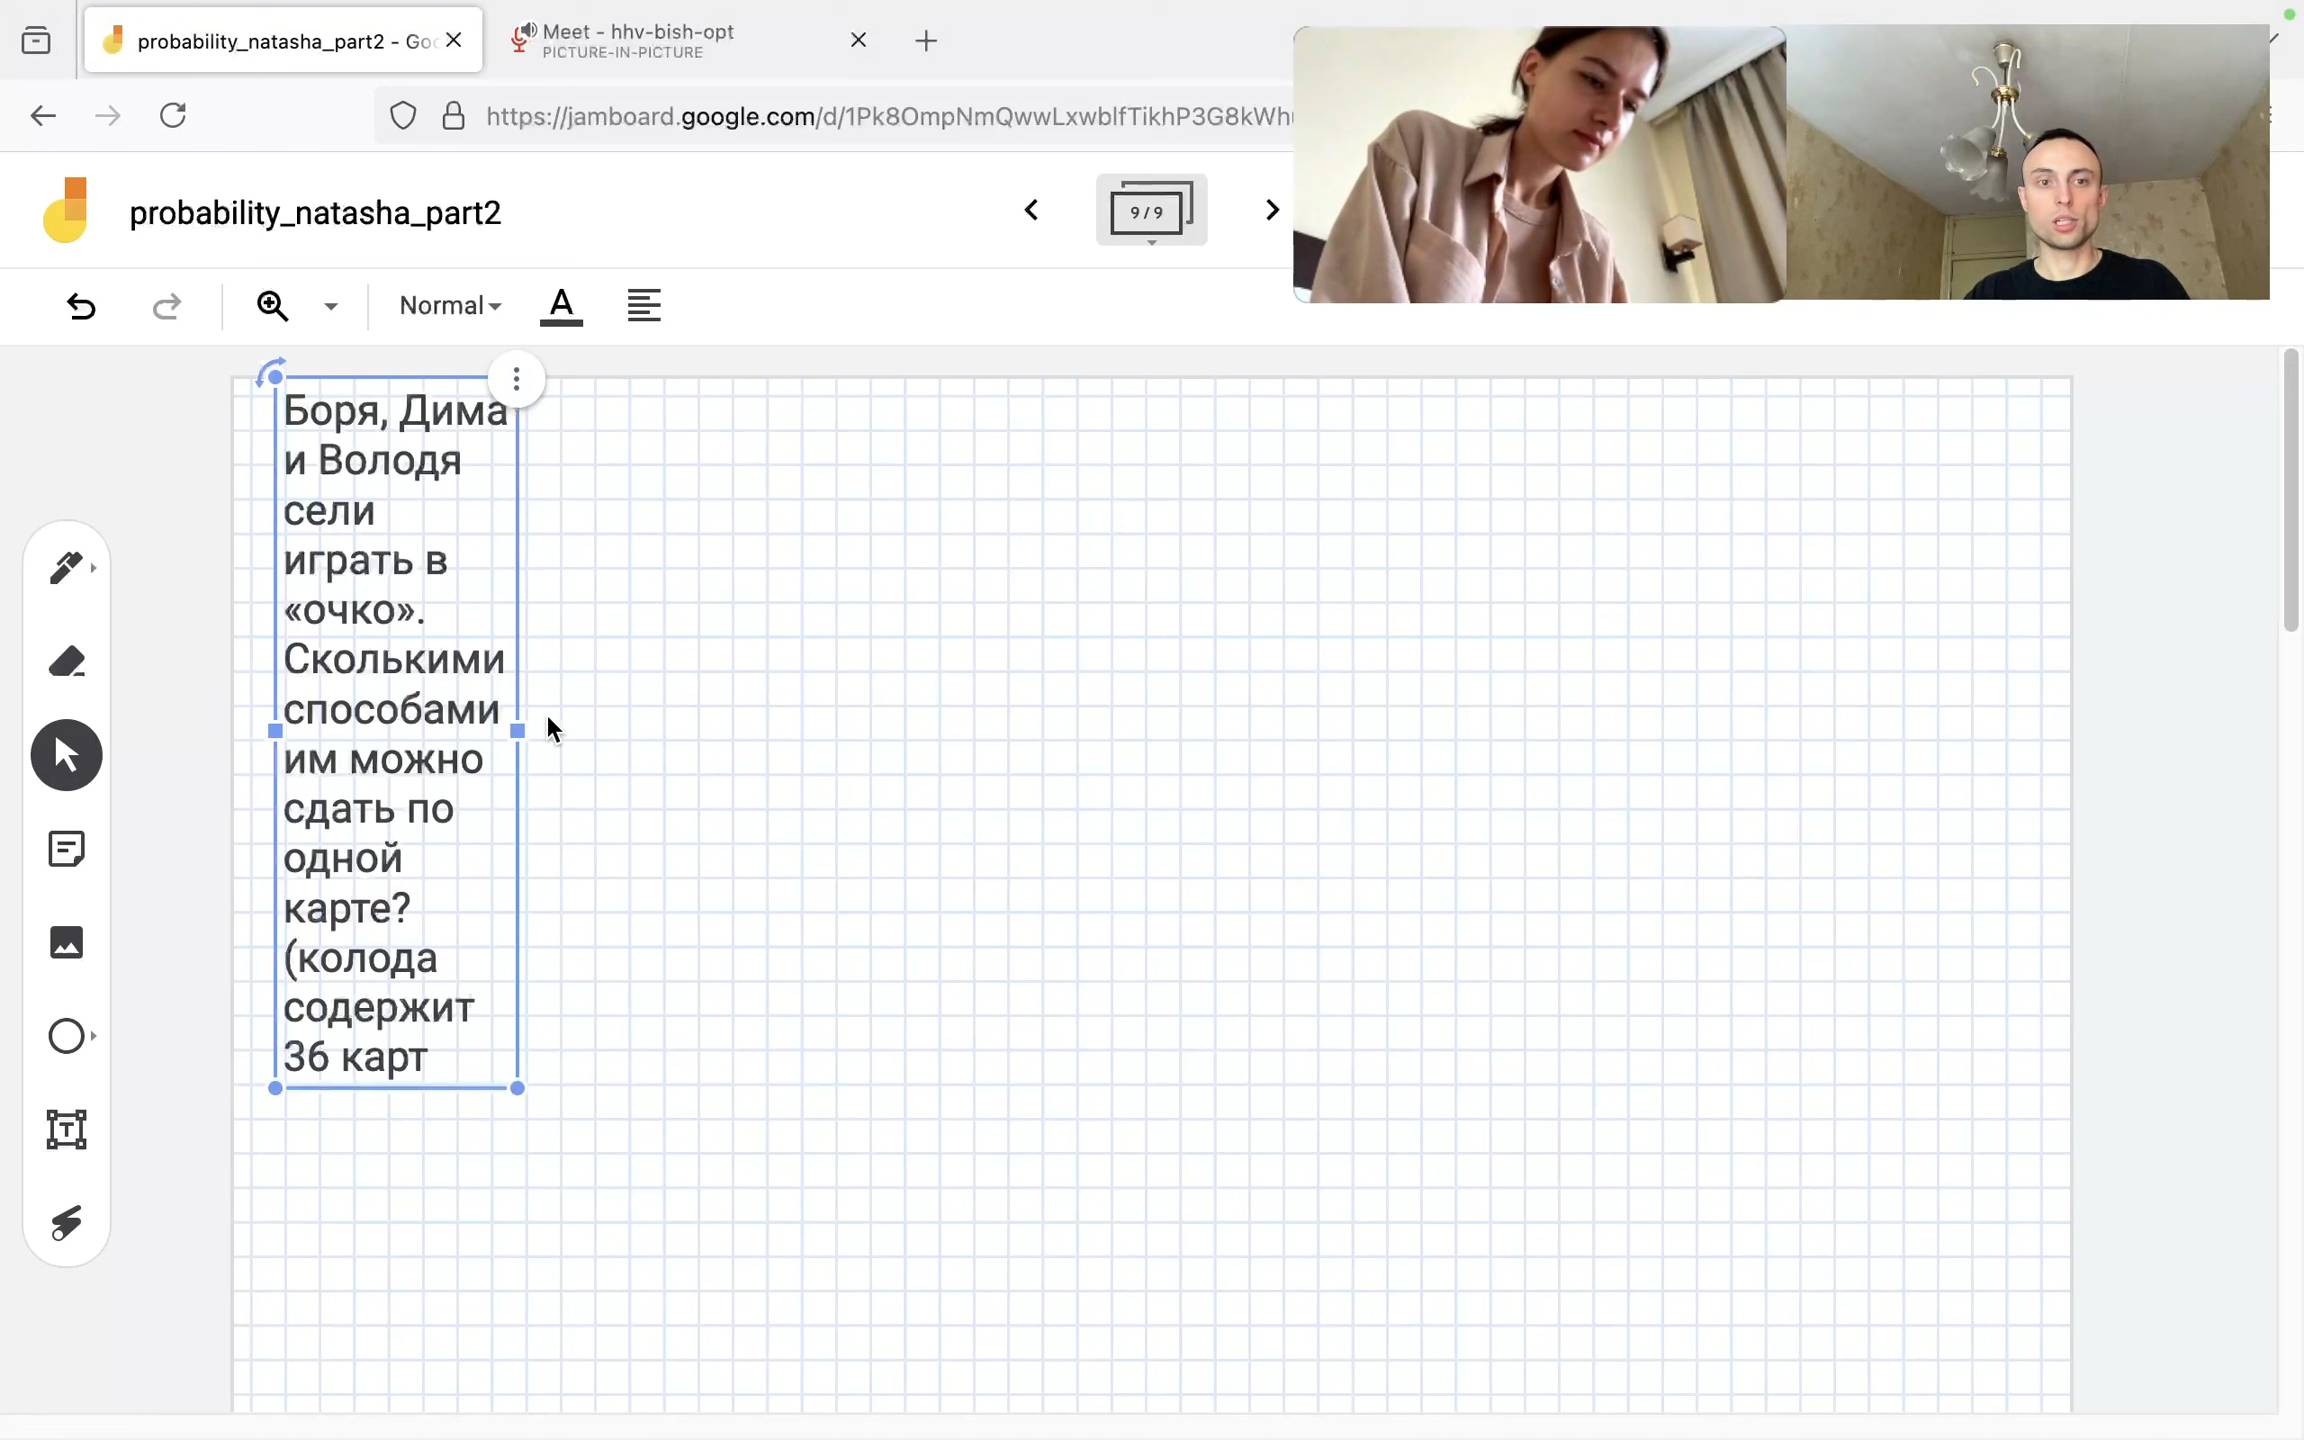 probability_natasha_part2 - Goo
Meet - hhv-bish-opt
PICTURE-IN-PICTURE
https://jamboard.google.com/d/1Pk8OmpNmQwwLxwblfTikhP3G8kWh
probability_natasha_part2
9 / 9
Normal
A
Боря, Дима
и Володя
сели
играть в
«очко».
Сколькими
способами
им можно
сдать по
одной
карте?
(колода
содержит
36 карт